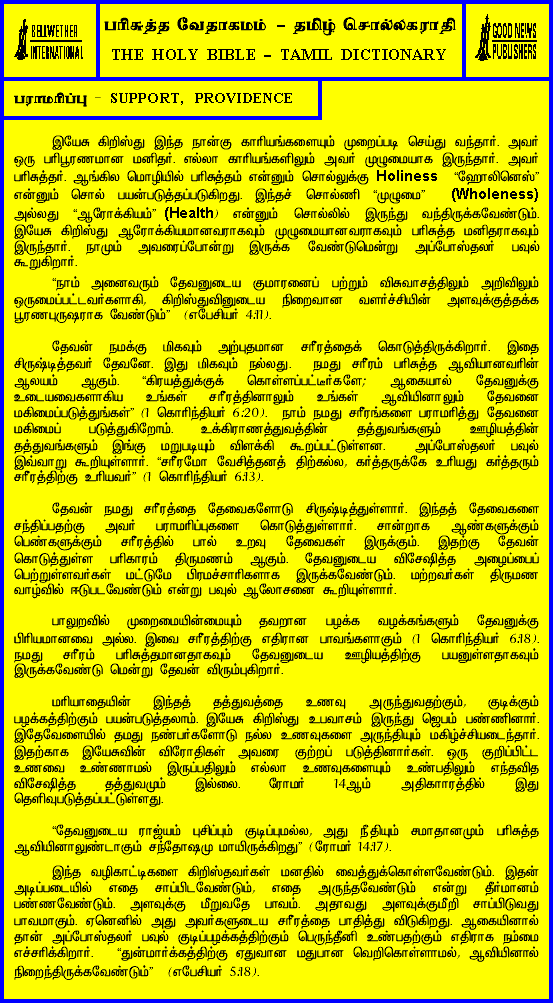 BELLWETHER
INTERNATIONAL
பரிசுத்த வேதாகமம் - தமிழ் சொல்லகராதி
THE HOLY BIBLE - TAMIL DICTIONARY
GOOD NEWS
PUBLISHERS
பராமரிப்பு - SUPPORT, PROVIDENCE
இயேசு கிறிஸ்து இந்த நான்கு காரியங்களையும் முறைப்படி செய்து வந்தார். அவர்
ஒரு பரிபூரணமான மனிதர். எல்லா காரியங்களிலும் அவர் முழுமையாக இருந்தார். அவர்
பரிசுத்தர். ஆங்கில மொழியில் பரிசுத்தம் என்னும் சொல்லுக்கு Holiness “ஹோலினெஸ்”
என்னும் சொல் பயன்படுத்தப்படுகிறது. இந்தச் சொல்ணி “முழுமை” (Wholeness)
அல்லது “ஆரோக்கியம்” (Health) என்னும் சொல்லில் இருந்து வந்திருக்கவேண்டும்.
இயேசு கிறிஸ்து ஆரோக்கியமானவராகவும் முழுமையானவராகவும் பரிசுத்த மனிதராகவும்
இருந்தார். நாமும் அவரைப்போன்று இருக்க வேண்டுமென்று அப்போஸ்தலர் பவுல்
கூறுகிறார்.
“நாம் அனைவரும் தேவனுடைய குமாரனைப் பற்றும் விசுவாசத்திலும் அறிவிலும்
ஒருமைப்பட்டவர்களாகி, கிறிஸ்துவினுடைய நிறைவான வளர்ச்சியின் அளவுக்குத்தக்க
பூரணபுருஷராக வேண்டும்” (எபேசியர் 4:11).
தேவன் நமக்கு மிகவும் அற்புதமான சரீரத்தைக் கொடுத்திருக்கிறார். இதை
சிருஷ்டித்தவர் தேவனே. இது மிகவும் நல்லது. நமது சரீரம் பரிசுத்த ஆவியானவரின்
ஆலயம் ஆகும். “கிரயத்துக்குக் கொள்ளப்பட்டீர்களே; ஆகையால் தேவனுக்கு
உடையவைகளாகிய உங்கள் சரீரத்தினாலும் உங்கள் ஆவியினாலும் தேவனை
மகிமைப்படுத்துங்கள்” (1 கொரிந்தியர் 6:20). நாம் நமது சரீரங்களை பராமரித்து தேவனை
மகிமைப் படுத்துகிறோம். உக்கிராணத்துவத்தின் தத்துவங்களும் ஊழியத்தின்
தத்துவங்களும் இங்கு மறுபடியும் விளக்கி கூறப்பட்டுள்ளன. அப்போஸ்தலர் பவுல்
இவ்வாறு கூறியுள்ளார். “சரீரமோ வேசித்தனத் திற்கல்ல, கர்த்தருக்கே உரியது கர்த்தரும்
சரீரத்திற்கு உரியவர்” (1 கொரிந்தியர் 6:13).
தேவன் நமது சரீரத்தை தேவைகளோடு சிருஷ்டித்துள்ளார். இந்தத் தேவைகளை
சந்திப்பதற்கு அவர் பராமரிப்புகளை கொடுத்துள்ளார். சான்றாக ஆண்களுக்கும்
பெண்களுக்கும் சரீரத்தில் பால் உறவு தேவைகள் இருக்கும். இதற்கு தேவன்
கொடுத்துள்ள பரிகாரம் திருமணம் ஆகும். தேவனுடைய விசேஷித்த அழைப்பைப்
பெற்றுள்ளவர்கள் மட்டுமே பிரமச்சாரிகளாக இருக்கவேண்டும். மற்றவர்கள் திருமண
வாழ்வில் ஈடுபடவேண்டும் என்று பவுல் ஆலோசனை கூறியுள்ளார்.
பாலுறவில் முறைமையின்மையும் தவறான பழக்க வழக்கங்களும் தேவனுக்கு
பிரியமானவை அல்ல. இவை சரீரத்திற்கு எதிரான பாவங்களாகும் (1 கொரிந்தியர் 6:18).
நமது சரீரம் பரிசுத்தமானதாகவும் தேவனுடைய ஊழியத்திற்கு பயனுள்ளதாகவும்
இருக்கவேண்டு மென்று தேவன் விரும்புகிறார்.
மரியாதையின் இந்தத் தத்துவத்தை உணவு அருந்துவதற்கும், குடிக்கும்
பழக்கத்திற்கும் பயன்படுத்தலாம். இயேசு கிறிஸ்து உபவாசம் இருந்து ஜெபம் பண்ணினார்.
இதேவேளையில் தமது நண்பர்களோடு நல்ல உணவுகளை அருந்தியும் மகிழ்ச்சியடைந்தார்.
இதற்காக இயேசுவின் விரோதிகள் அவரை குற்றப் படுத்தினார்கள். ஒரு குறிப்பிட்ட
உணவை உண்ணாமல் இருப்பதிலும் எல்லா உணவுகளையும் உண்பதிலும் எந்தவித
விசேஷித்த தத்துவமும் இல்லை. ரோமர் 14ஆம் அதிகாரத்தில் இது
தெளிவுபடுத்தப்பட்டுள்ளது.
“தேவனுடைய ராஜ்யம் புசிப்பும் குடிப்புமல்ல, அது நீதியும் சமாதானமும் பரிசுத்த
ஆவியினாலுண்டாகும் சந்தோஷமு மாயிருக்கிறது” (ரோமர் 14:17).
இந்த வழிகாட்டிகளை கிறிஸ்தவர்கள் மனதில் வைத்துக்கொள்ளவேண்டும். இதன்
அடிப்படையில் எதை சாப்பிடவேண்டும், எதை அருந்தவேண்டும் என்று தீர்மானம்
பண்ணவேண்டும். அளவுக்கு மீறுவதே பாவம். அதாவது அளவுக்குமீறி சாப்பிடுவது
பாவமாகும். ஏனெனில் அது அவர்களுடைய சரீரத்தை பாதித்து விடுகிறது. ஆகையினால்
தான் அப்போஸ்தலர் பவுல் குடிப்பழக்கத்திற்கும் பெருந்தீனி உண்பதற்கும் எதிராக நம்மை
எச்சரிக்கிறார். “துன்மார்க்கத்திற்கு ஏதுவான மதுபான வெறிகொள்ளாமல், ஆவியினால்
நிறைந்திருக்கவேண்டும்” (எபேசியர் 5:18).